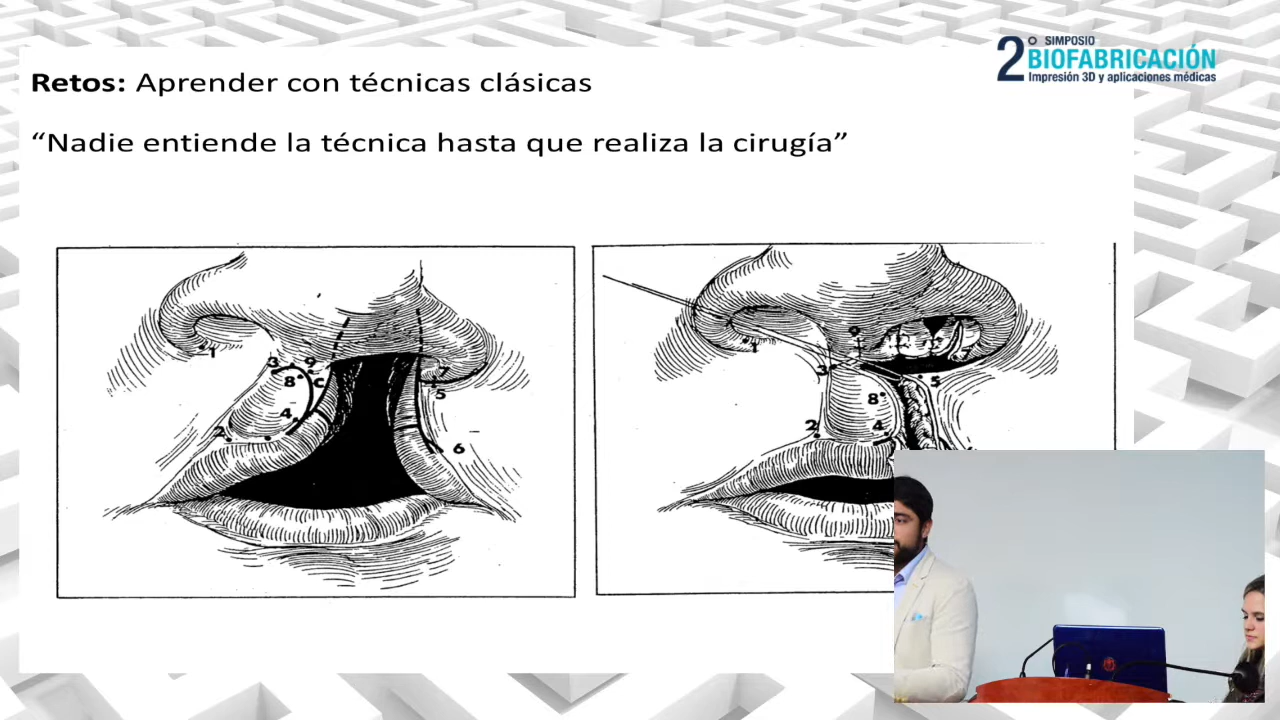 2º SIMPOSIO
BIOFABRICACIÓN
Impresión 3D y aplicaciones médicas
Retos: Aprender con técnicas clásicas
“Nadie entiende la técnica hasta que realiza la cirugía”
1
3
9
8
C
4
2
7
5
6
1
9
3
5
8
2
4